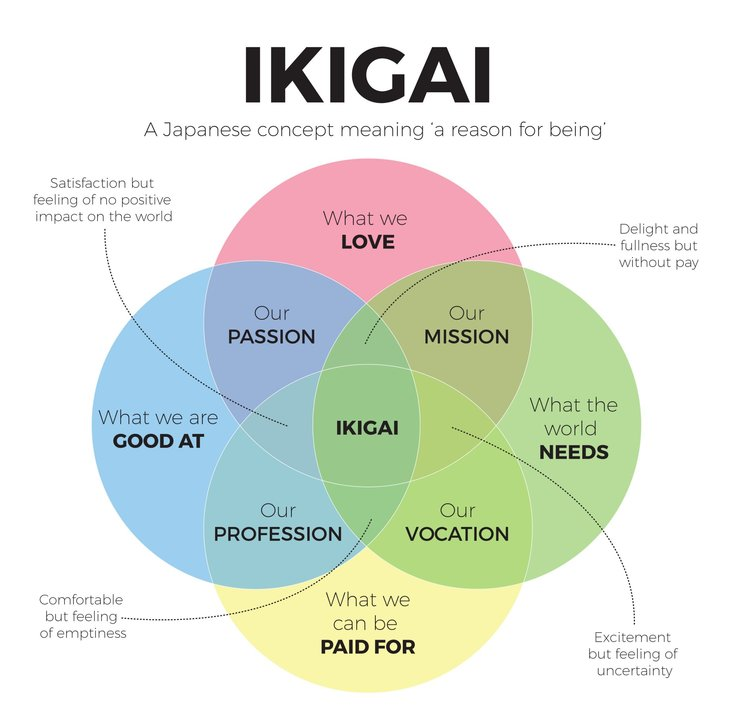 IKIGAI
A Japanese concept meaning ‘a reason for being’
Satisfaction but
feeling of no positive
impact on the world
What we
LOVE
Delight and
fullness but
without pay
Our
PASSION
Our
MISSION
What we are
GOOD AT
IKIGAI
What the
world
NEEDS
Our
PROFESSION
Our
VOCATION
Comfortable
but feeling
of emptiness
What we
can be
PAID FOR
Excitement
but feeling of
uncertainty